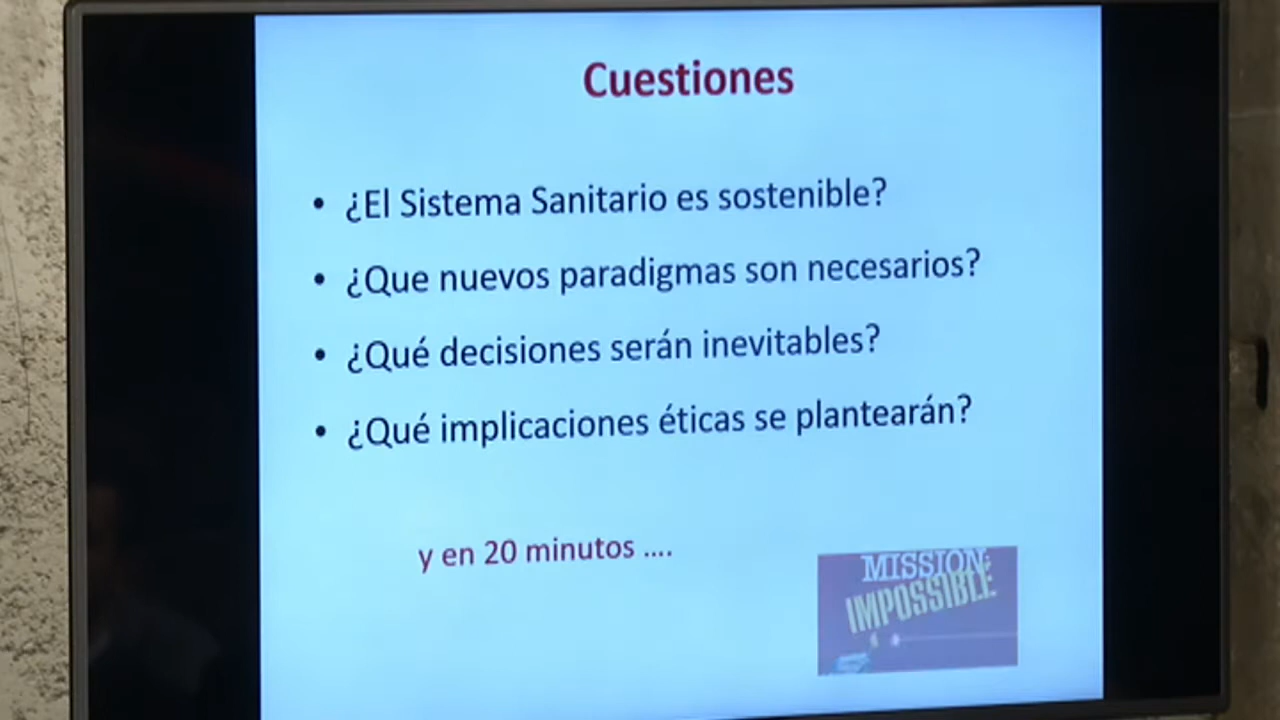 Cuestiones
• ¿El Sistema Sanitario es sostenible?
• ¿Que nuevos paradigmas son necesarios?
• ¿Qué decisiones serán inevitables?
• ¿Qué implicaciones éticas se plantearán?
y en 20 minutos ....
MISSION:
IMPOSSIBLE